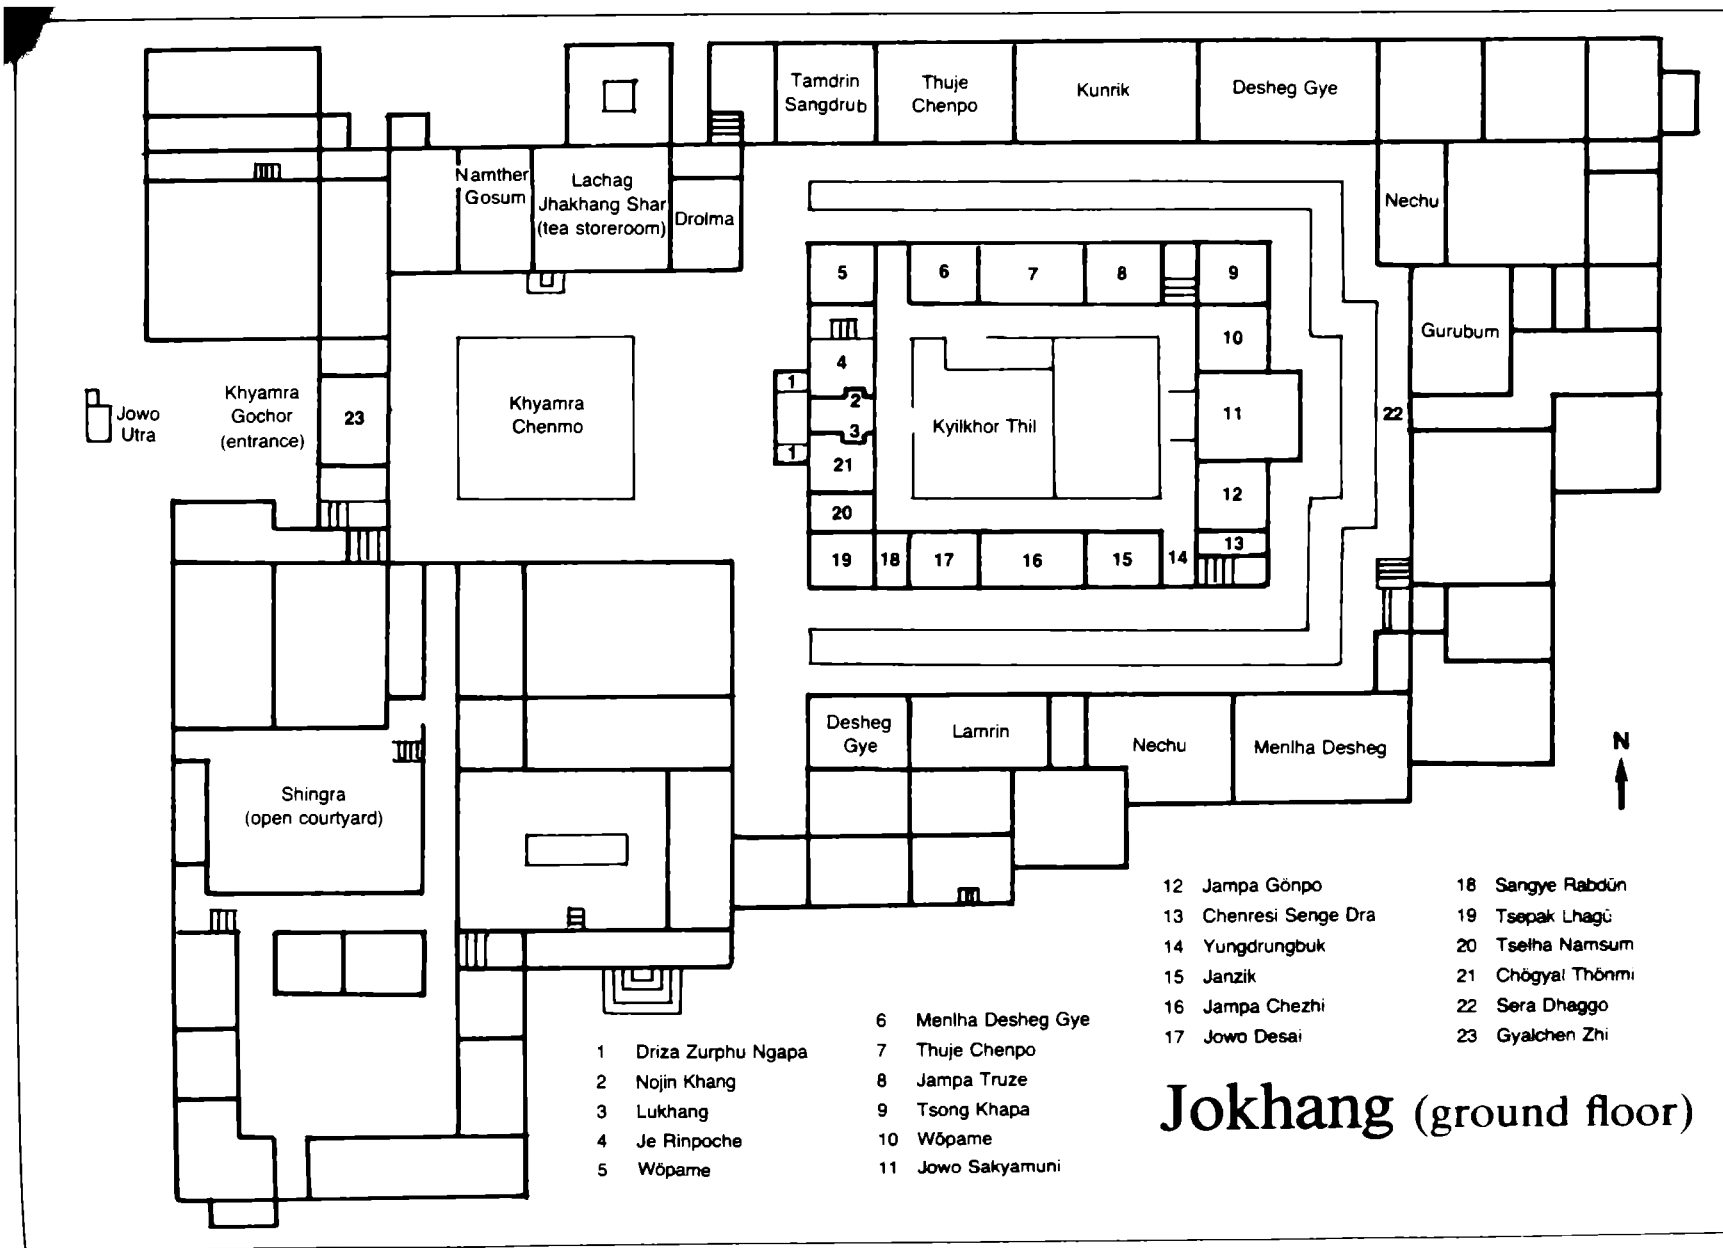 Tamdrin
Sangdrub
Thuje
Chenpo
Kunrik
Desheg Gye
Namther
Gosum
Lachag
Jhakhang Shar
(tea storeroom)
Drolma
Nechu
5
6
7
8
9
10
Gurubum
4
1
2
3
1
21
20
19
18
17
16
15
14
13
12
11
22
Kyilkhor Thil
Khyamra
Chenmo
23
Khyamra
Gochor
(entrance)
Jowo
Utra
Desheg
Gye
Lamrin
Nechu
Menlha Desheg
N
Shingra
(open courtyard)
1 Driza Zurphu Ngapa
2 Nojin Khang
3 Lukhang
4 Je Rinpoche
5 Wöpame
6 Menlha Desheg Gye
7 Thuje Chenpo
8 Jampa Truze
9 Tsong Khapa
10 Wöpame
11 Jowo Sakyamuni
12 Jampa Gönpo
13 Chenresi Senge Dra
14 Yungdrungbuk
15 Janzik
16 Jampa Chezhi
17 Jowo Desai
18 Sangye Rabdün
19 Tsepak Lhagü
20 Tselha Namsum
21 Chögyal Thönmi
22 Sera Dhaggo
23 Gyalchen Zhi
Jokhang (ground floor)